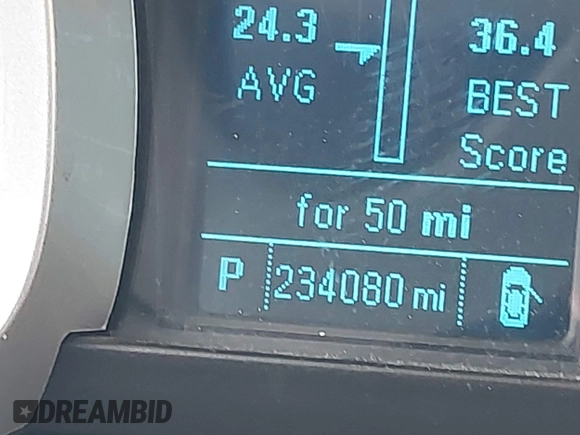 24.3 36.4
AVG BEST
Score
for 50 mi
P 234080 mi
DREAMBID